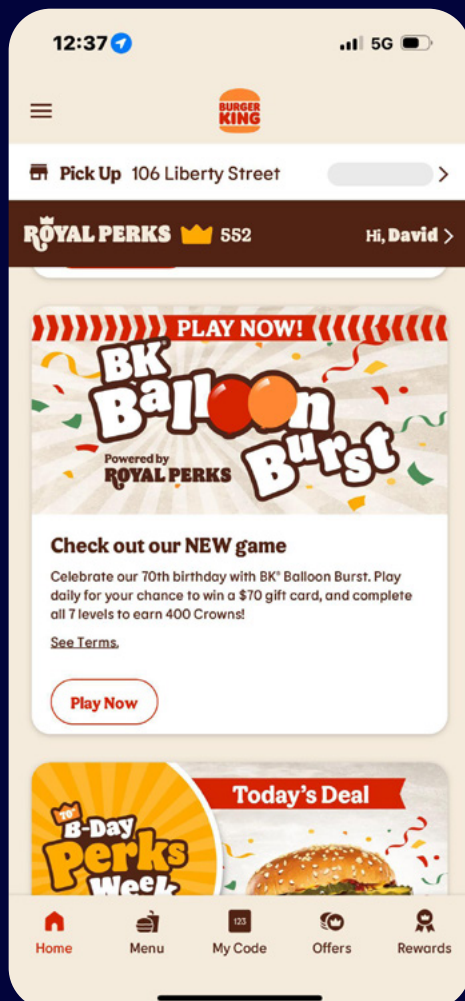 12:37
5G
BURGER
KING
Pick Up 106 Liberty Street
ROYAL PERKS 552 Hi, David
PLAY NOW!
BK®
Balloon
Burst
Powered by
ROYAL PERKS
Check out our NEW game
Celebrate our 70th birthday with BK® Balloon Burst. Play
daily for your chance to win a $70 gift card, and complete
all 7 levels to earn 400 Crowns!
See Terms.
Play Now
70TH
B-Day
Perks
Week
Today's Deal
123
Home Menu My Code Offers Rewards